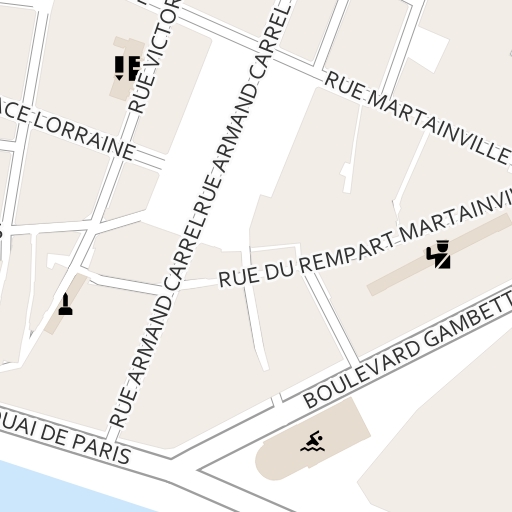 RUE VICTOR
RUE ARMAND CARREL
RUE MARTAINVILLE
ACE LORRAINE
RUE ARMAND CARREL
RUE DU REMPART MARTAINVIL
RUE ARMAND CARREL
BOULEVARD GAMBETT
QUAI DE PARIS